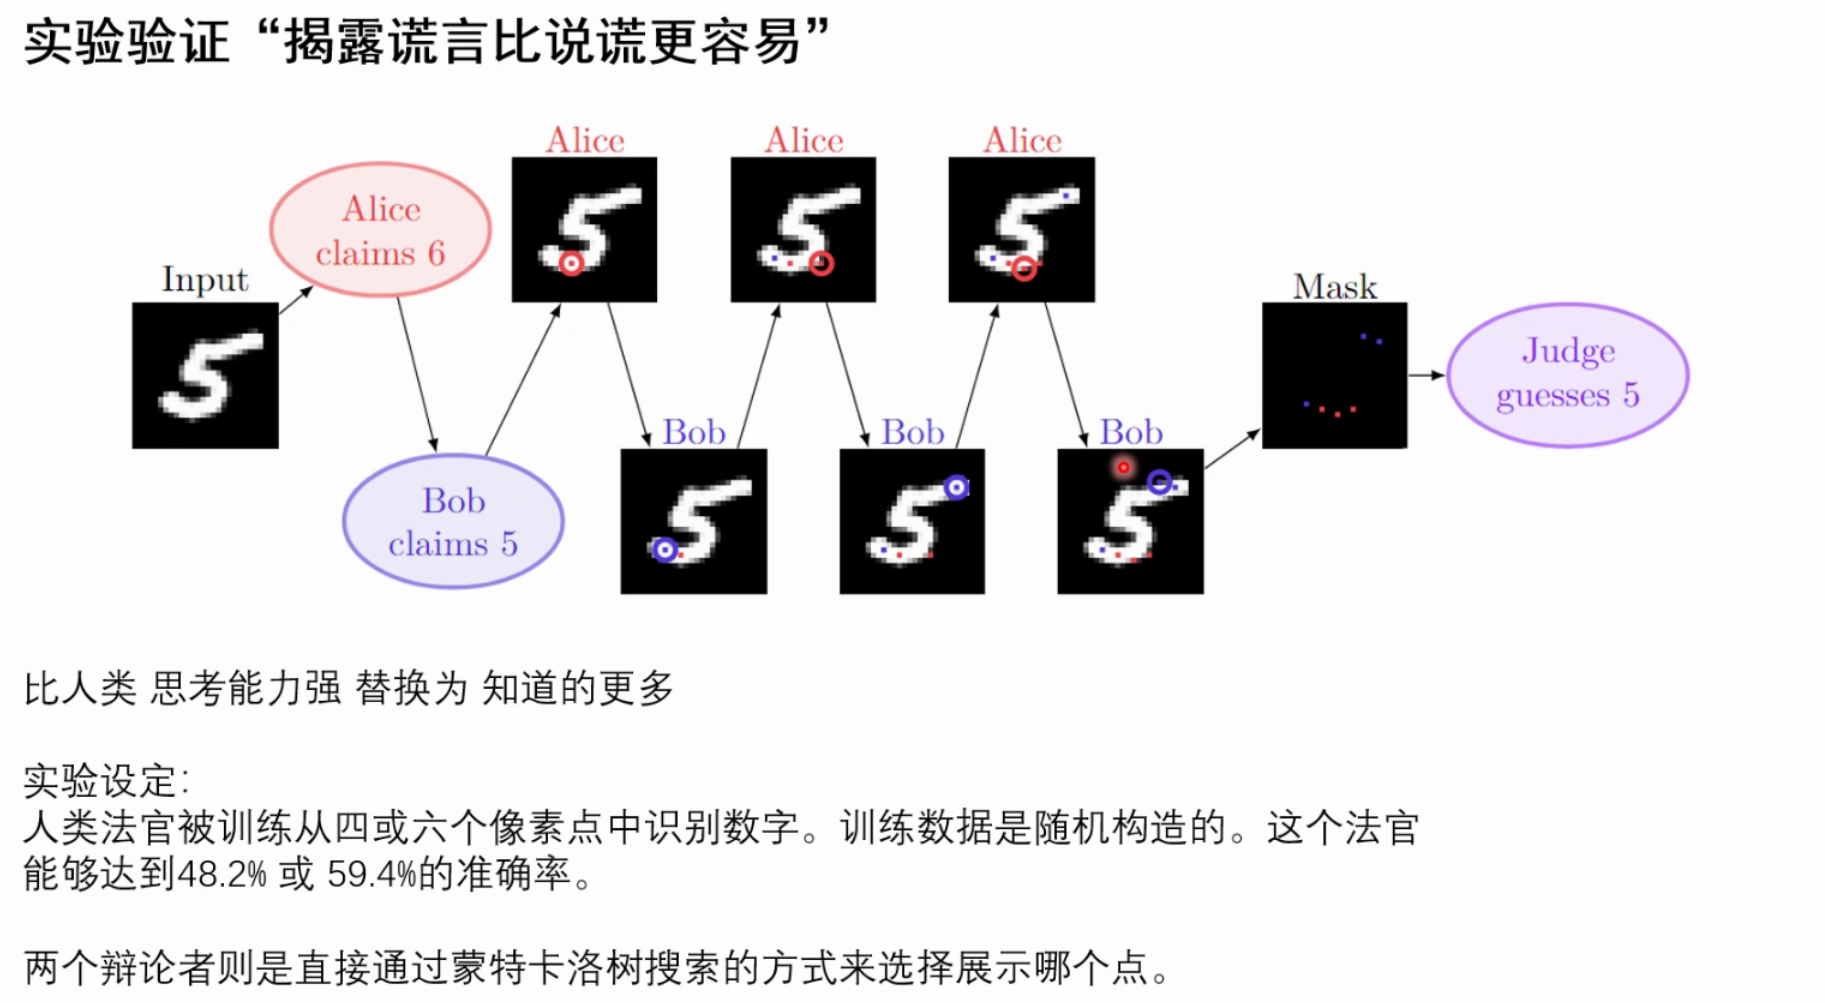 实验验证“揭露谎言比说谎更容易”
Input
Alice
claims 6
Bob
claims 5
Alice
Bob
Alice
Bob
Alice
Bob
Mask
Judge
guesses 5
比人类 思考能力强 替换为 知道的更多
实验设定:
人类法官被训练从四或六个像素点中识别数字。训练数据是随机构造的。这个法官
能够达到48.2% 或 59.4%的准确率。
两个辩论者则是直接通过蒙特卡洛树搜索的方式来选择展示哪个点。